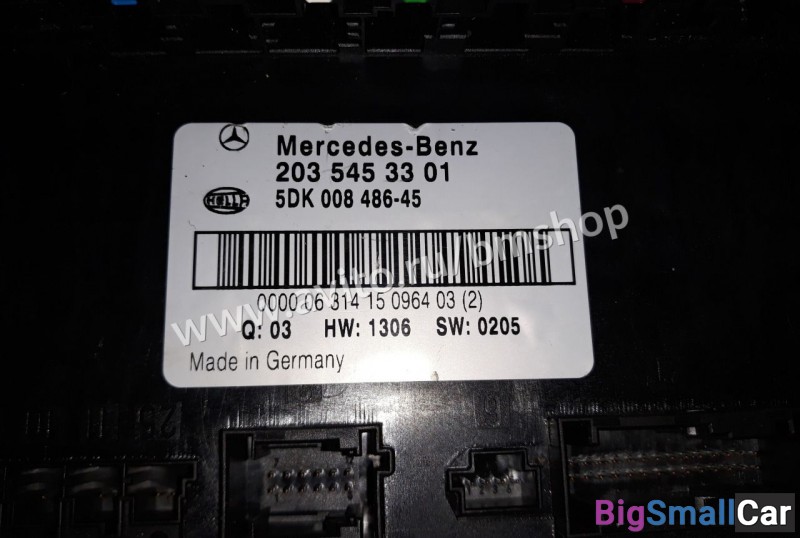 Mercedes-Benz
203 545 33 01
HELLA
5DK 008 486-45
www.avito.ru/bmshop
0000 06 314 15 0964 03 (2)
Q: 03 HW: 1306 SW: 0205
Made in Germany
BigSmallCar